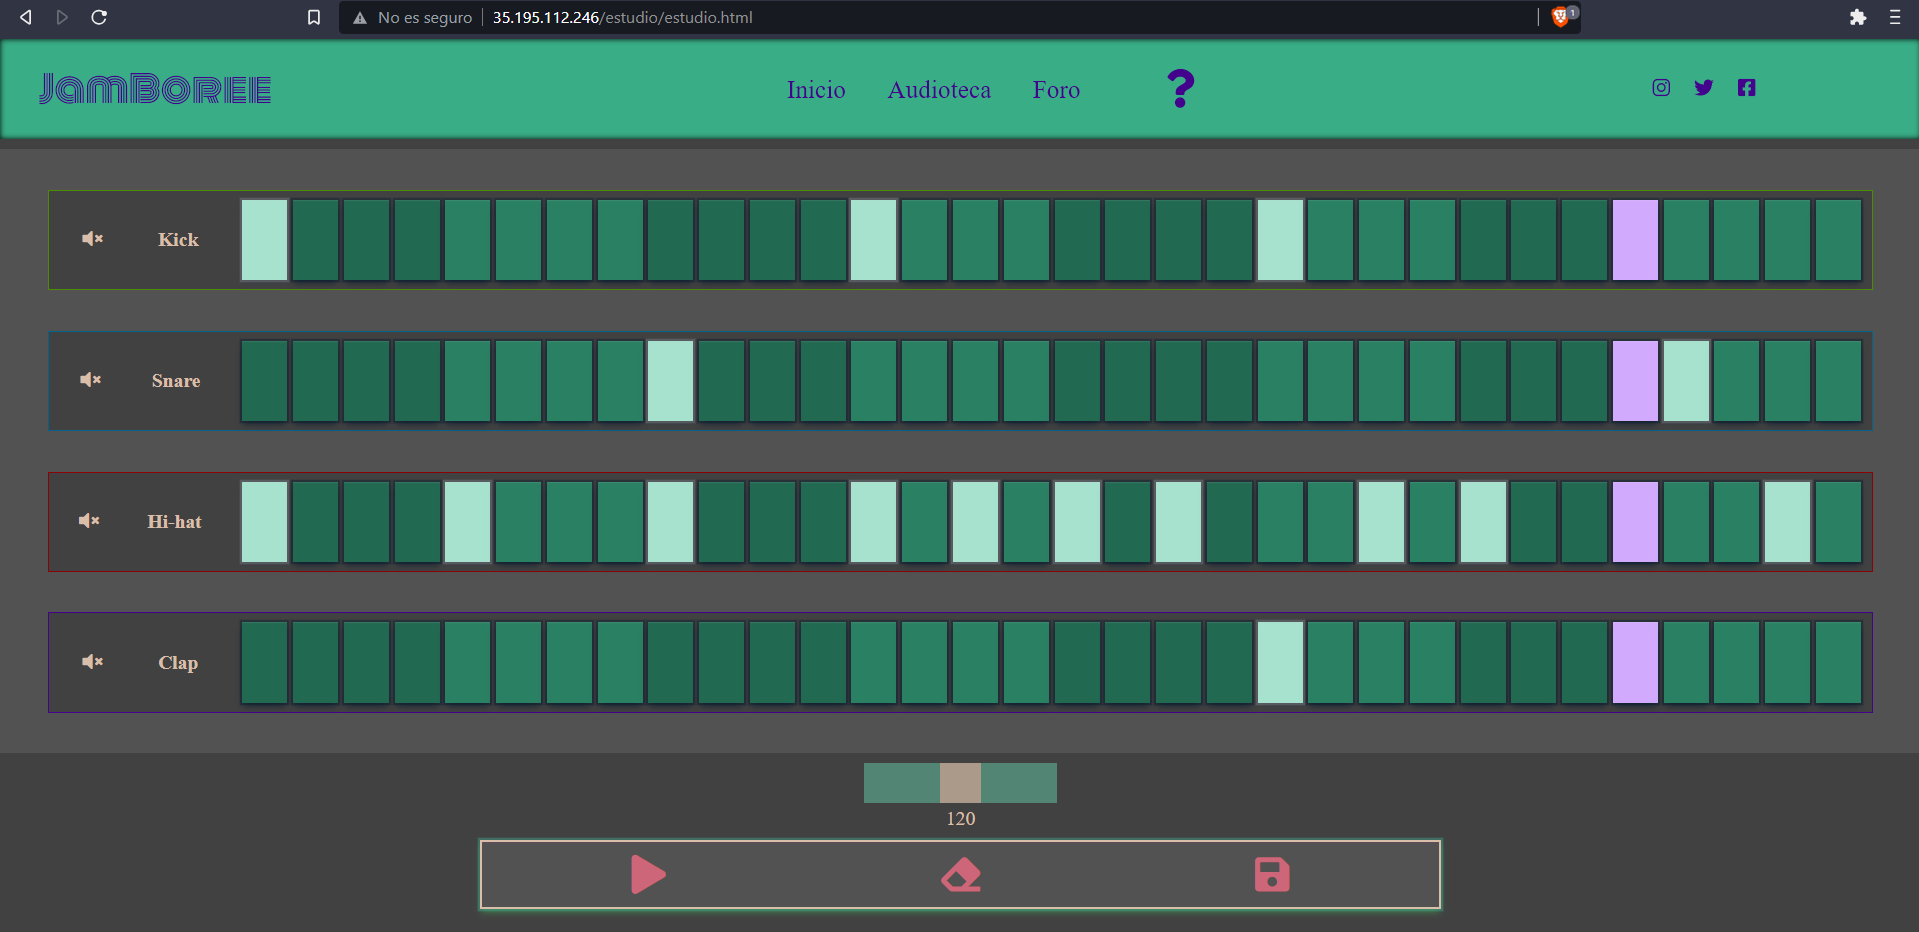 No es seguro 35.195.112.246/estudio/estudio.html 1
JamBoree Inicio Audioteca Foro ?
Kick
Snare
Hi-hat
Clap
120